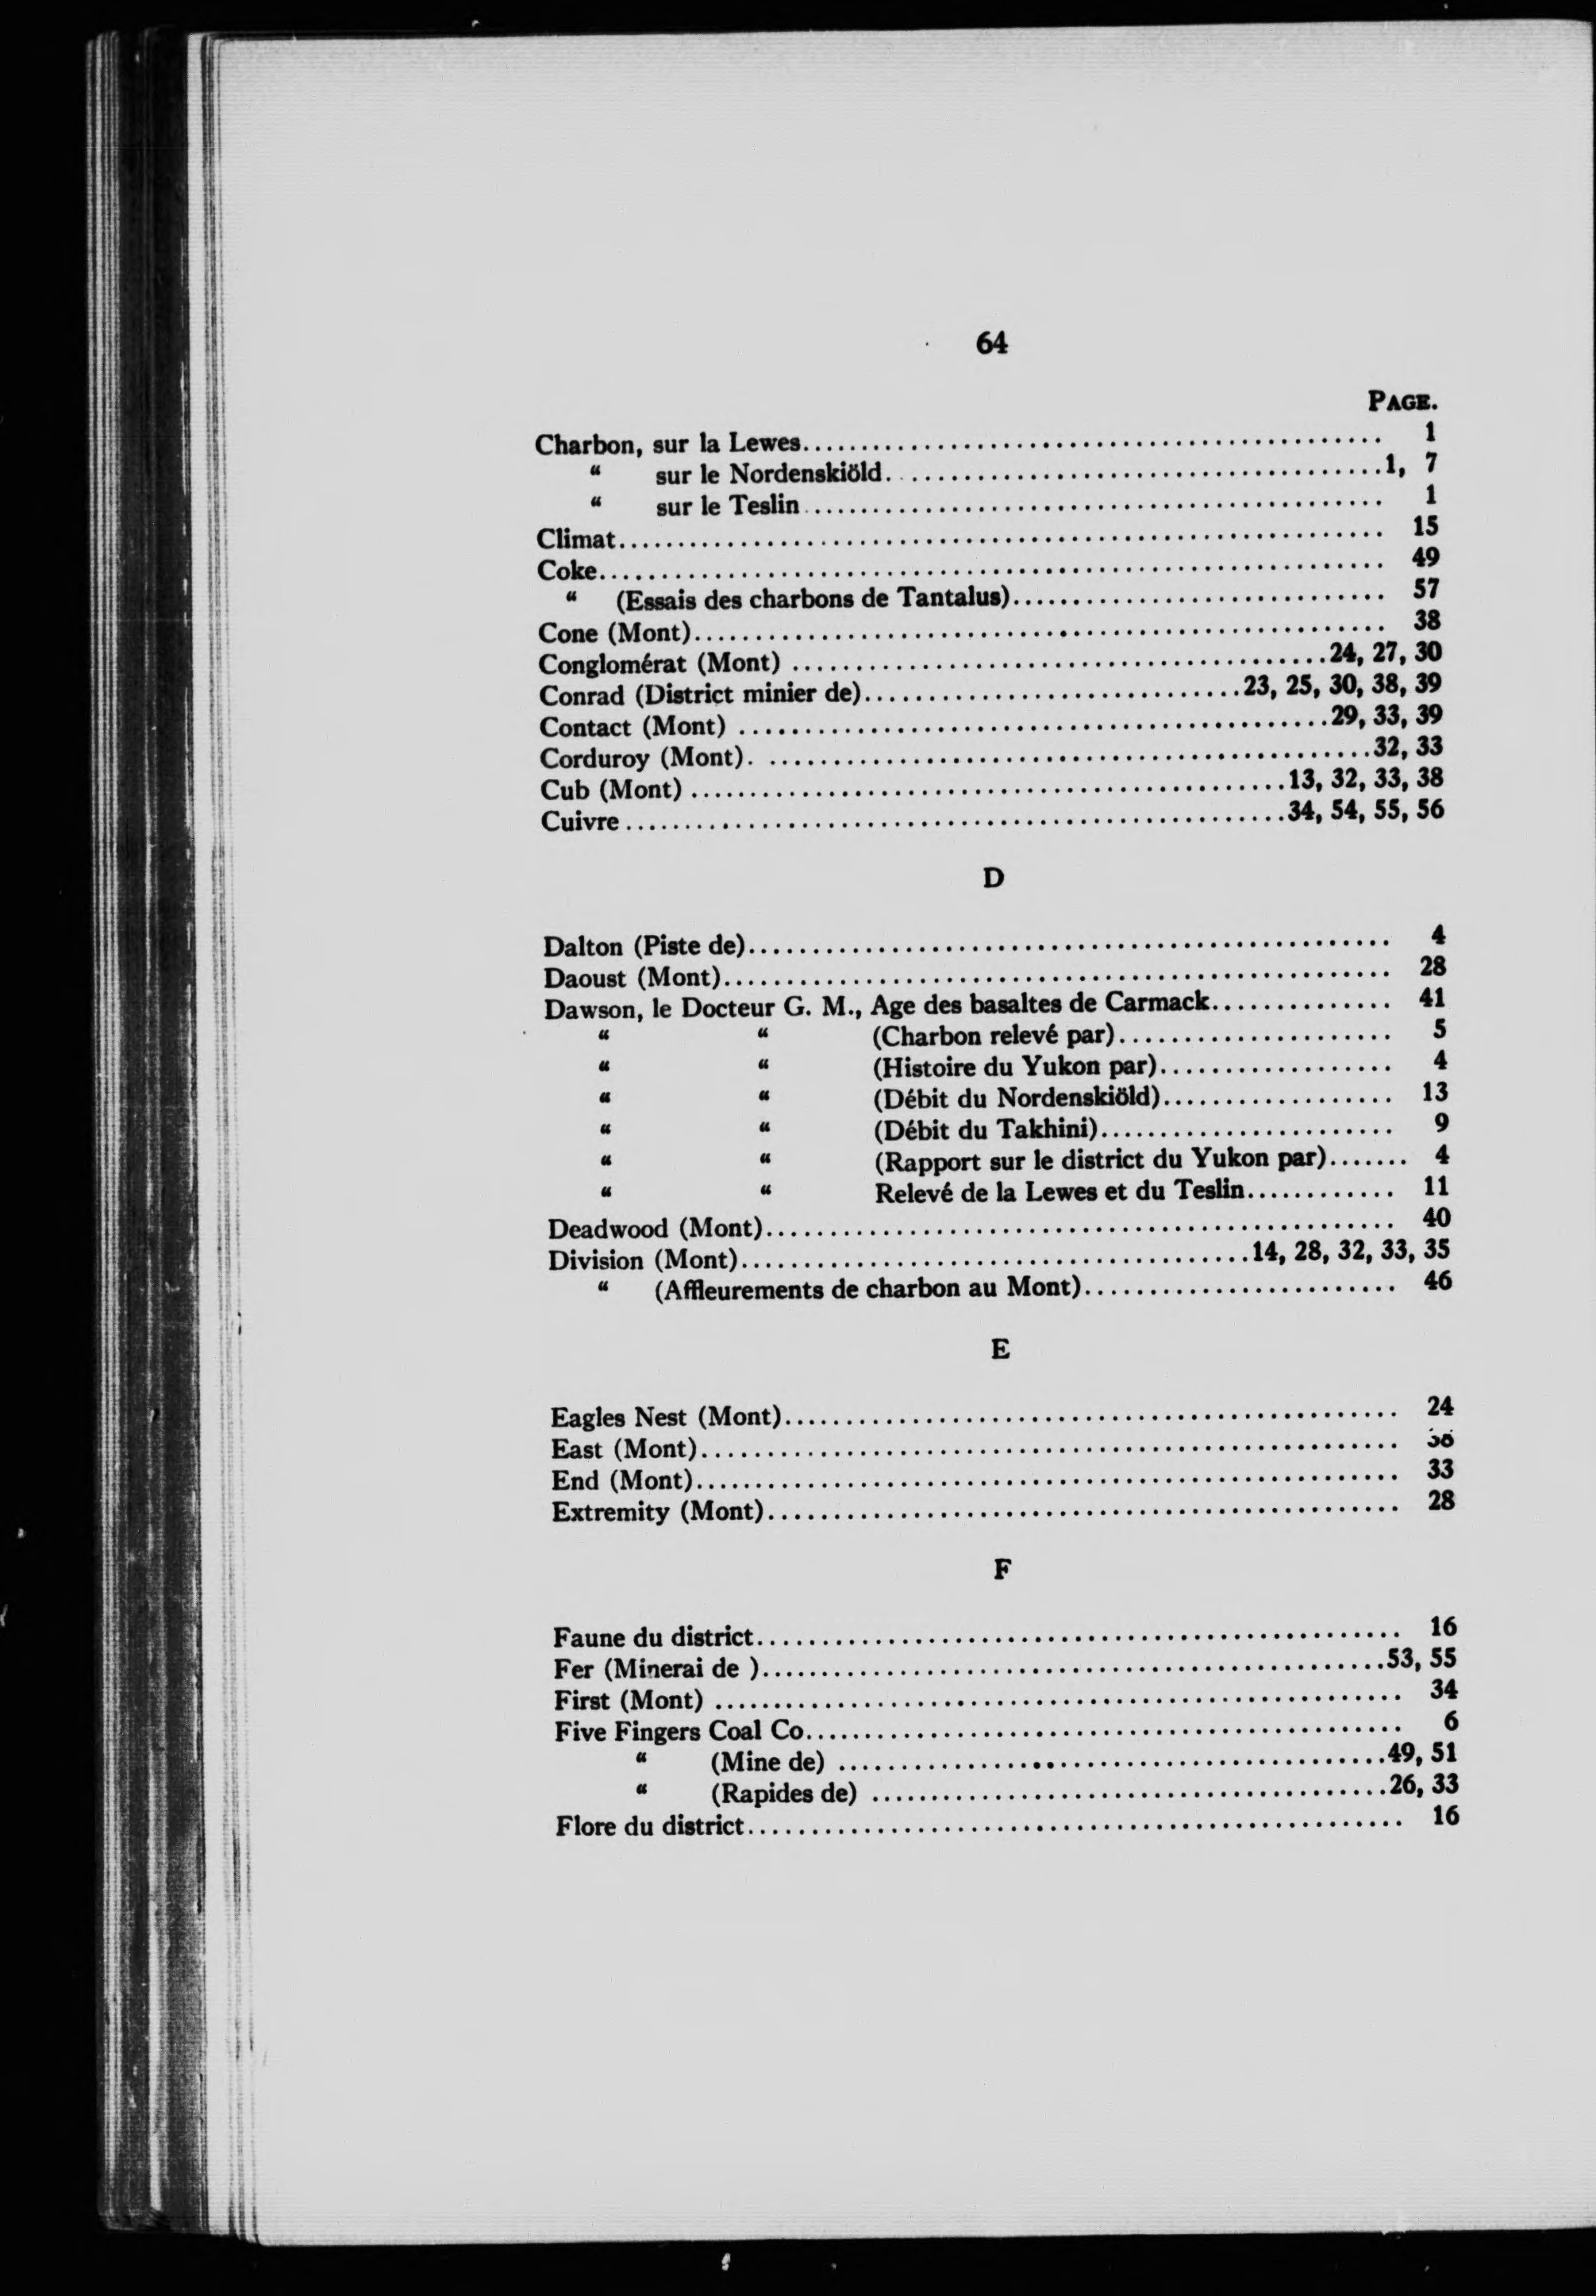 64
PAGE.
Charbon, sur la Lewes.................... 1
“ sur le Nordenskiöld.................... 1, 7
“ sur le Teslin.................... 1
Climat.................... 15
Coke.................... 49
“ (Essais des charbons de Tantalus).................... 57
Cone (Mont).................... 38
Conglomérat (Mont) .................... 24, 27, 30
Conrad (District minier de).................... 23, 25, 30, 38, 39
Contact (Mont) .................... 29, 33, 39
Corduroy (Mont). .................... 32, 33
Cub (Mont) .................... 13, 32, 33, 38
Cuivre.................... 34, 54, 55, 56
D
Dalton (Piste de).................... 4
Daoust (Mont).................... 28
Dawson, le Docteur G. M., Age des basaltes de Carmack.................... 41
“ “ (Charbon relevé par).................... 5
“ “ (Histoire du Yukon par).................... 4
“ “ (Débit du Nordenskiöld).................... 13
“ “ (Débit du Takhini).................... 9
“ “ (Rapport sur le district du Yukon par)....... 4
“ “ Relevé de la Lewes et du Teslin............. 11
Deadwood (Mont).................... 40
Division (Mont).................... 14, 28, 32, 33, 35
“ (Affleurements de charbon au Mont).................... 46
E
Eagles Nest (Mont).................... 24
East (Mont)....................
End (Mont).................... 33
Extremity (Mont).................... 28
F
Faune du district.................... 16
Fer (Minerai de ).................... 53, 55
First (Mont) .................... 34
Five Fingers Coal Co.................... 6
“ (Mine de) .................... 49, 51
“ (Rapides de) .................... 26, 33
Flore du district.................... 16